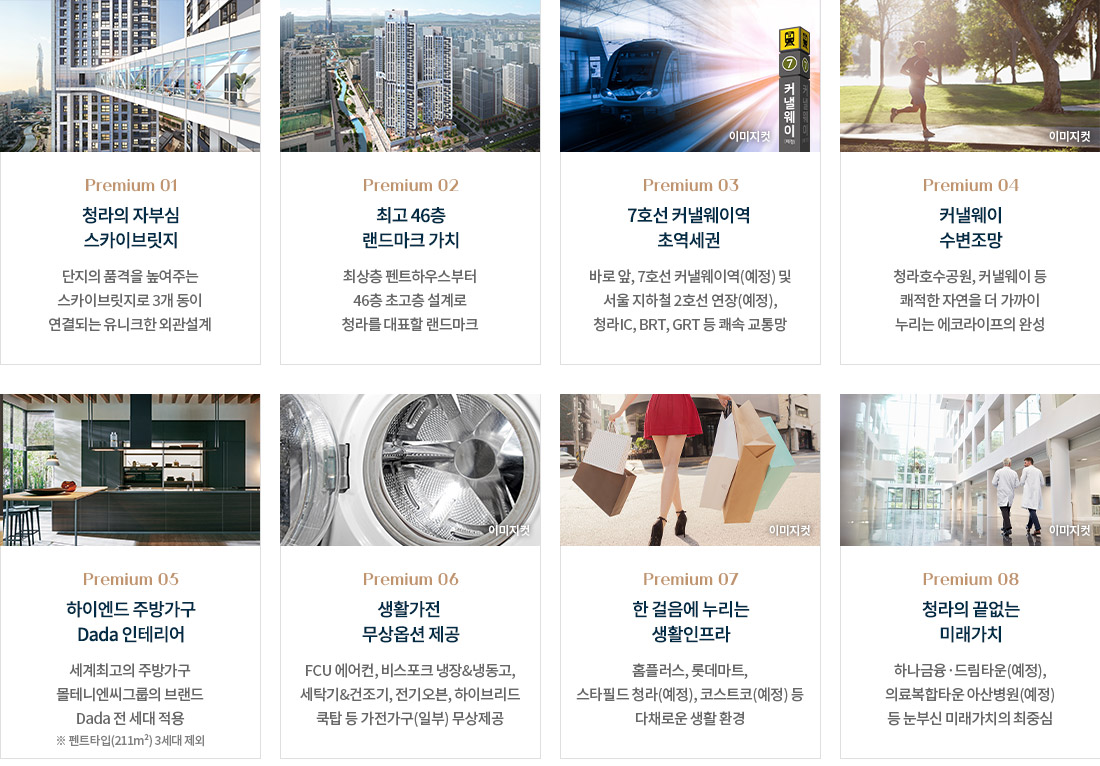 7
커낼웨이
이미지컷
이미지컷
Premium 01
청라의 자부심
스카이브릿지
단지의 품격을 높여주는
스카이브릿지로 3개 동이
연결되는 유니크한 외관설계
Premium 02
최고 46층
랜드마크 가치
최상층 펜트하우스부터
46층 초고층 설계로
청라를 대표할 랜드마크
Premium 03
7호선 커낼웨이역
초역세권
바로 앞, 7호선 커낼웨이역(예정) 및
서울 지하철 2호선 연장(예정),
청라IC, BRT, GRT 등 쾌속 교통망
Premium 04
커낼웨이
수변조망
청라호수공원, 커낼웨이 등
쾌적한 자연을 더 가까이
누리는 에코라이프의 완성
이미지컷
이미지컷
이미지컷
Premium 05
하이엔드 주방가구
Dada 인테리어
세계최고의 주방가구
몰테니엔씨그룹의 브랜드
Dada 전 세대 적용
※ 펜트타입(211m²) 3세대 제외
Premium 06
생활가전
무상옵션 제공
FCU 에어컨, 비스포크 냉장&냉동고,
세탁기&건조기, 전기오븐, 하이브리드
쿡탑 등 가전가구(일부) 무상제공
Premium 07
한 걸음에 누리는
생활인프라
홈플러스, 롯데마트,
스타필드 청라(예정), 코스트코(예정) 등
다채로운 생활 환경
Premium 08
청라의 끝없는
미래가치
하나금융·드림타운(예정),
의료복합타운 아산병원(예정)
등 눈부신 미래가치의 최중심